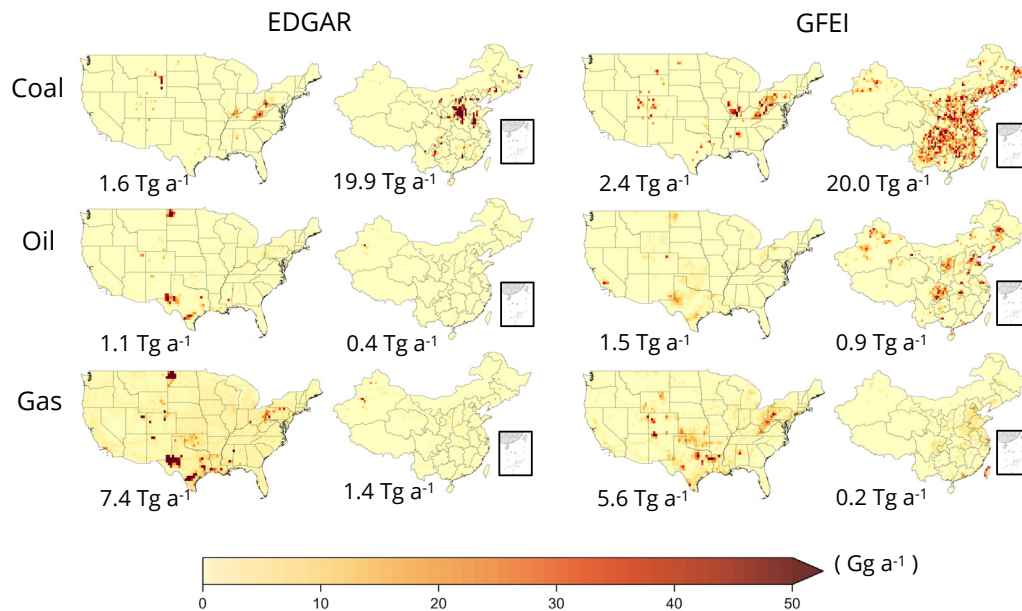 EDGAR GFEI
Coal
1.6 Tg a⁻¹ 19.9 Tg a⁻¹ 2.4 Tg a⁻¹ 20.0 Tg a⁻¹
Oil
1.1 Tg a⁻¹ 0.4 Tg a⁻¹ 1.5 Tg a⁻¹ 0.9 Tg a⁻¹
Gas
7.4 Tg a⁻¹ 1.4 Tg a⁻¹ 5.6 Tg a⁻¹ 0.2 Tg a⁻¹
( Gg a⁻¹ )
0 10 20 30 40 50